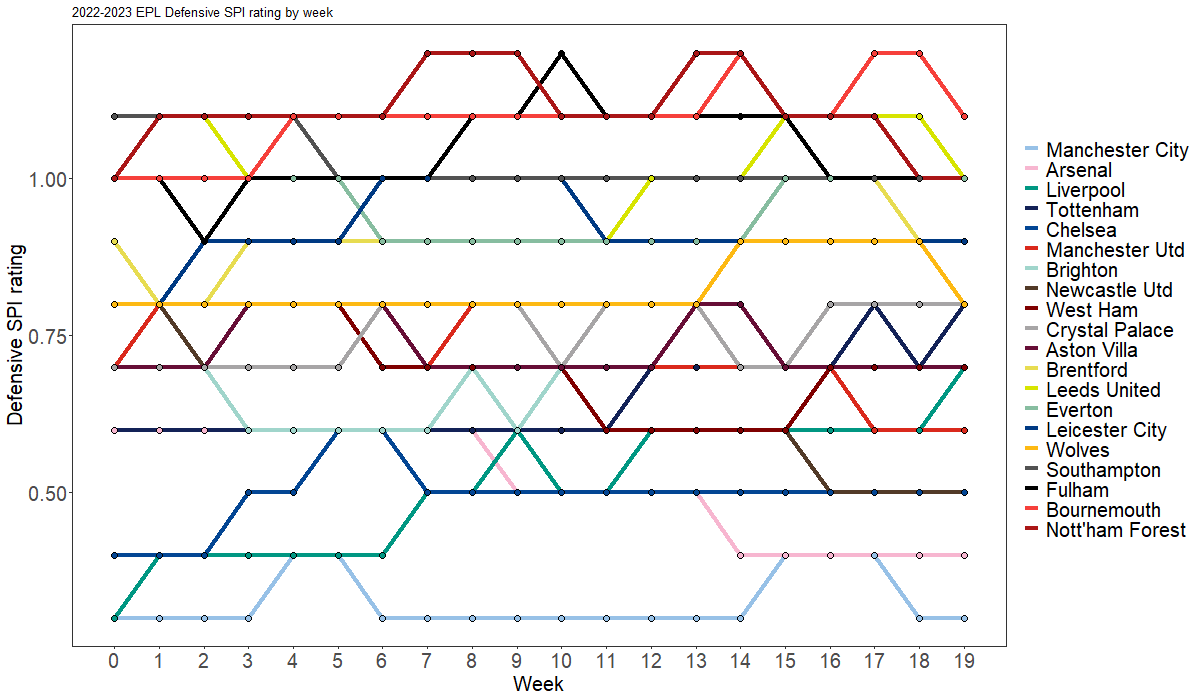 2022-2023 EPL Defensive SPI rating by week
Defensive SPI rating
1.00
0.75
0.50
0 1 2 3 4 5 6 7 8 9 10 11 12 13 14 15 16 17 18 19
Week
Manchester City
Arsenal
Liverpool
Tottenham
Chelsea
Manchester Utd
Brighton
Newcastle Utd
West Ham
Crystal Palace
Aston Villa
Brentford
Leeds United
Everton
Leicester City
Wolves
Southampton
Fulham
Bournemouth
Nott'ham Forest